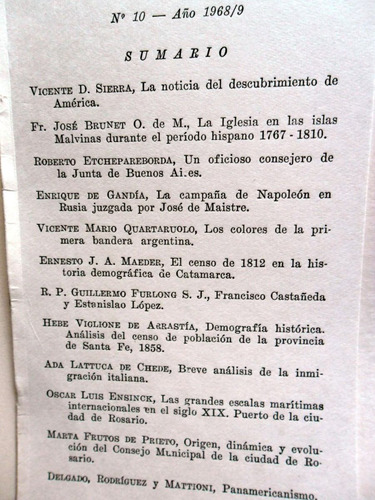 Nº 10 — Año 1968/9
SUMARIO
VICENTE D. SIERRA, La noticia del descubrimiento de
América.
FR. JOSÉ BRUNET O. de M., La Iglesia en las islas
Malvinas durante el período hispano 1767 - 1810.
ROBERTO ETCHEPAREBORDA, Un oficioso consejero de
la Junta de Buenos Ai.es.
ENRIQUE DE GANDÍA, La campaña de Napoleón en
Rusia juzgada por José de Maistre.
VICENTE MARIO QUARTARUOLO, Los colores de la pri-
mera bandera argentina.
ERNESTO J. A. MAEDER, El censo de 1812 en la his-
toria demográfica de Catamarca.
R. P. GUILLERMO FURLONG S. J., Francisco Castañeda
y Estanislao López.
HEBE VIGLIONE DE ARRASTÍA, Demografía histórica.
Análisis del censo de población de la provincia
de Santa Fe, 1858.
ADA LATTUCA DE CHEDE, Breve análisis de la inmi-
gración italiana.
OSCAR LUIS ENSINCK, Las grandes escalas marítimas
internacionales en el siglo XIX. Puerto de la ciu-
dad de Rosario.
MARTA FRUTOS DE PRIETO, Origen, dinámica y evolu-
ción del Consejo Municipal de la ciudad de Ro-
sario.
DELGADO, RODRÍGUEZ y MATTIONI, Panamericanismo.